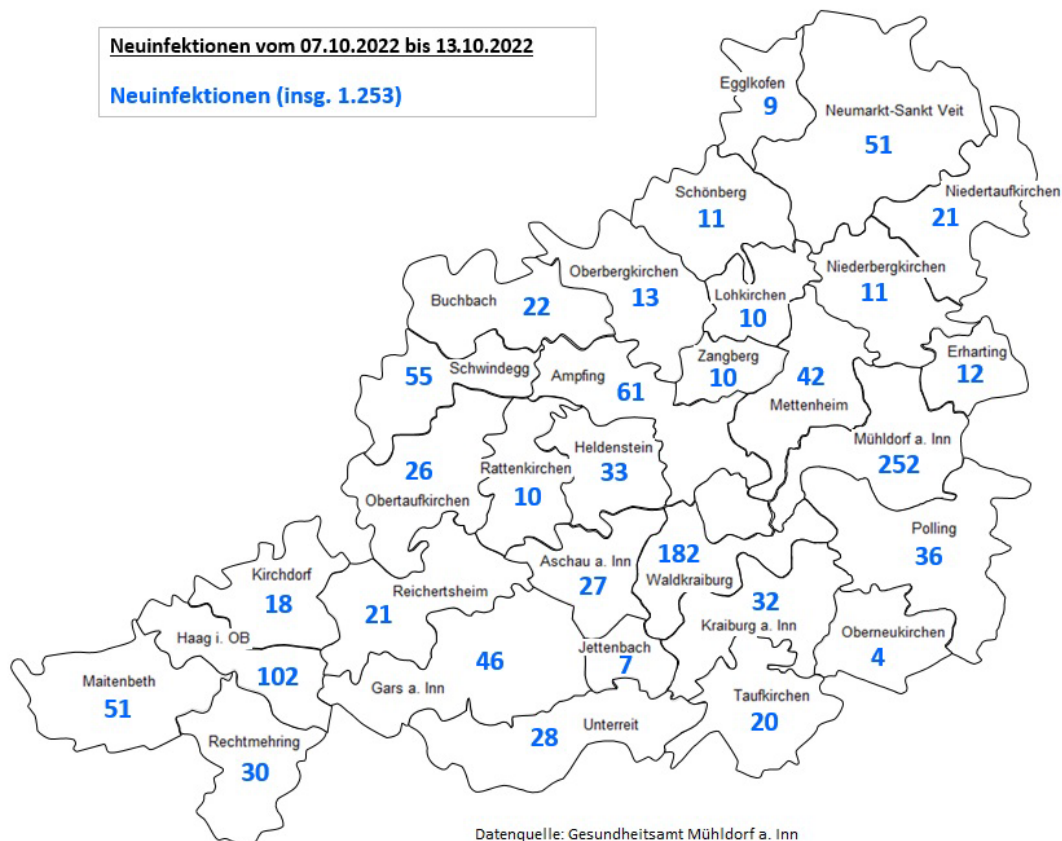 Neuinfektionen vom 07.10.2022 bis 13.10.2022
Neuinfektionen (insg. 1.253)
Egglkofen
9
Neumarkt-Sankt Veit
51
Schönberg
11
Niedertaufkirchen
21
Oberbergkirchen
13
Lohkirchen
10
Niederbergkirchen
11
Buchbach 22
Schwindegg
55
Ampfing
61
Zangberg
10
42
Mettenheim
Erharting
12
Mühldorf a. Inn
252
26
Obertaufkirchen
Rattenkirchen
10
Heldenstein
33
Polling
36
Aschau a. Inn
27
182
Waldkraiburg
32
Kraiburg a. Inn
Kirchdorf
18
Reichertsheim
21
Haag i. OB
102
Maitenbeth
51
Gars a. Inn
46
Jettenbach
7
Oberneukirchen
4
Taufkirchen
20
Unterreit
28
Rechtmehring
30
Datenquelle: Gesundheitsamt Mühldorf a. Inn